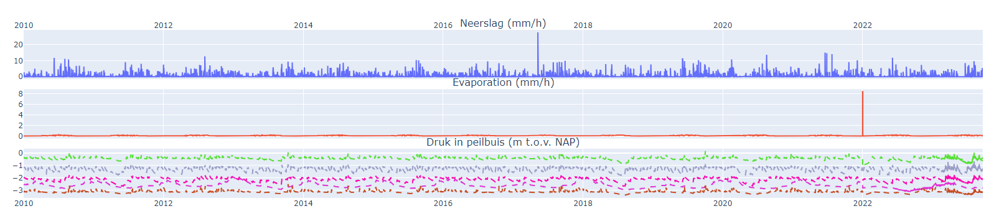 2010 2012 2014 2016 2018 2020 2022
Neerslag (mm/h)
20
10
0
Evaporation (mm/h)
8
6
4
2
0
Druk in peilbuis (m t.o.v. NAP)
0
−1
−2
−3
2010 2012 2014 2016 2018 2020 2022